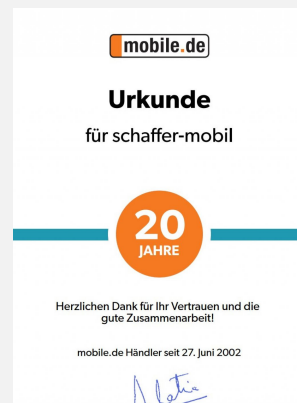 mobile.de
Urkunde
für schaffer-mobil
20
JAHRE
Herzlichen Dank für Ihr Vertrauen und die
gute Zusammenarbeit!
mobile.de Händler seit 27. Juni 2002